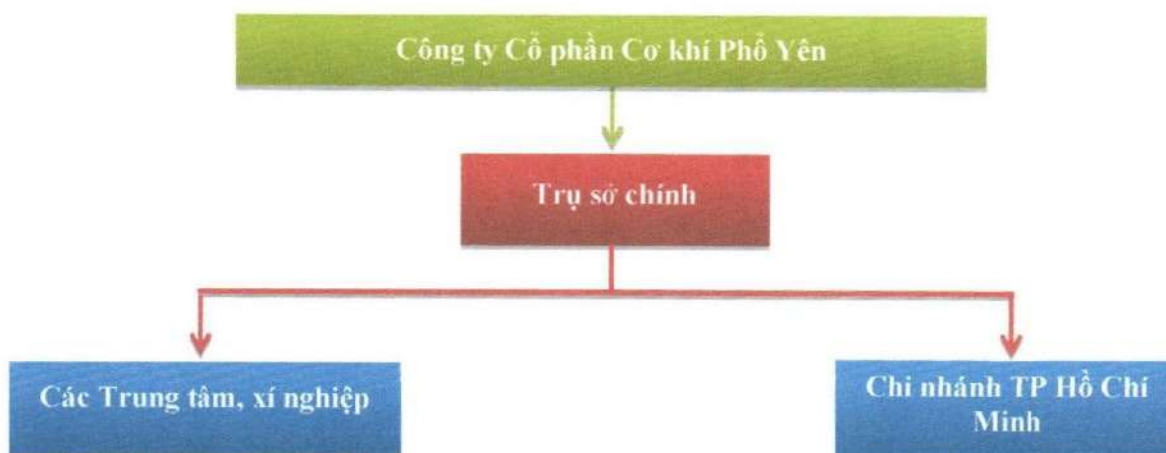 Công ty Cổ phần Cơ khí Phổ Yên
Trụ sở chính
Các Trung tâm, xí nghiệp
Chi nhánh TP Hồ Chí
Minh